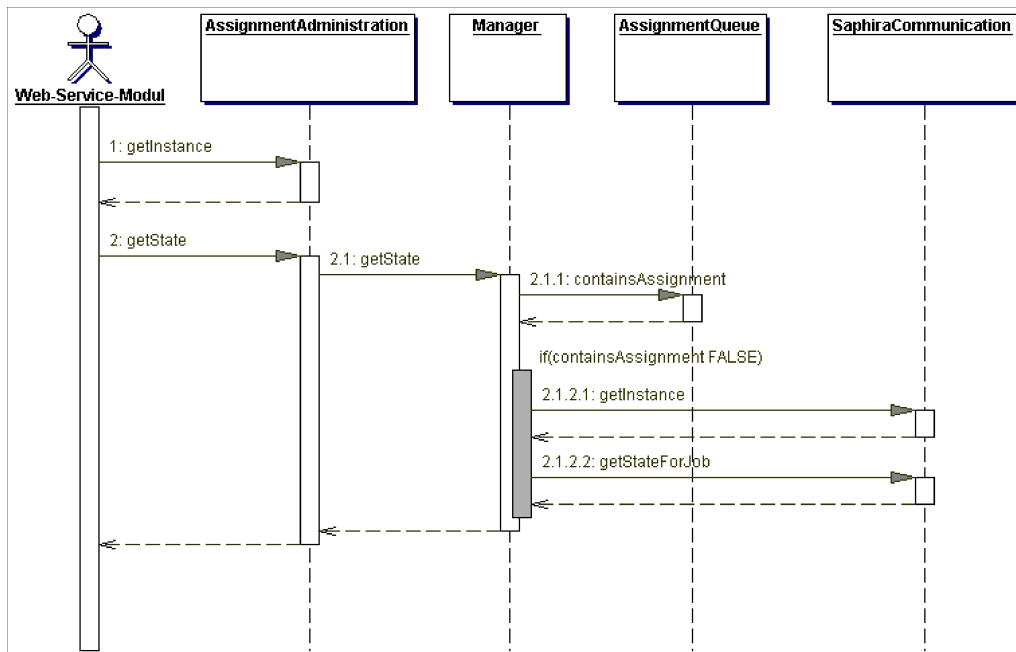 AssignmentAdministration
Manager
AssignmentQueue
SaphiraCommunication
Web-Service-Modul
1: getInstance
2: getState
2.1: getState
2.1.1: containsAssignment
if(containsAssignment FALSE)
2.1.2.1: getInstance
2.1.2.2: getStateForJob